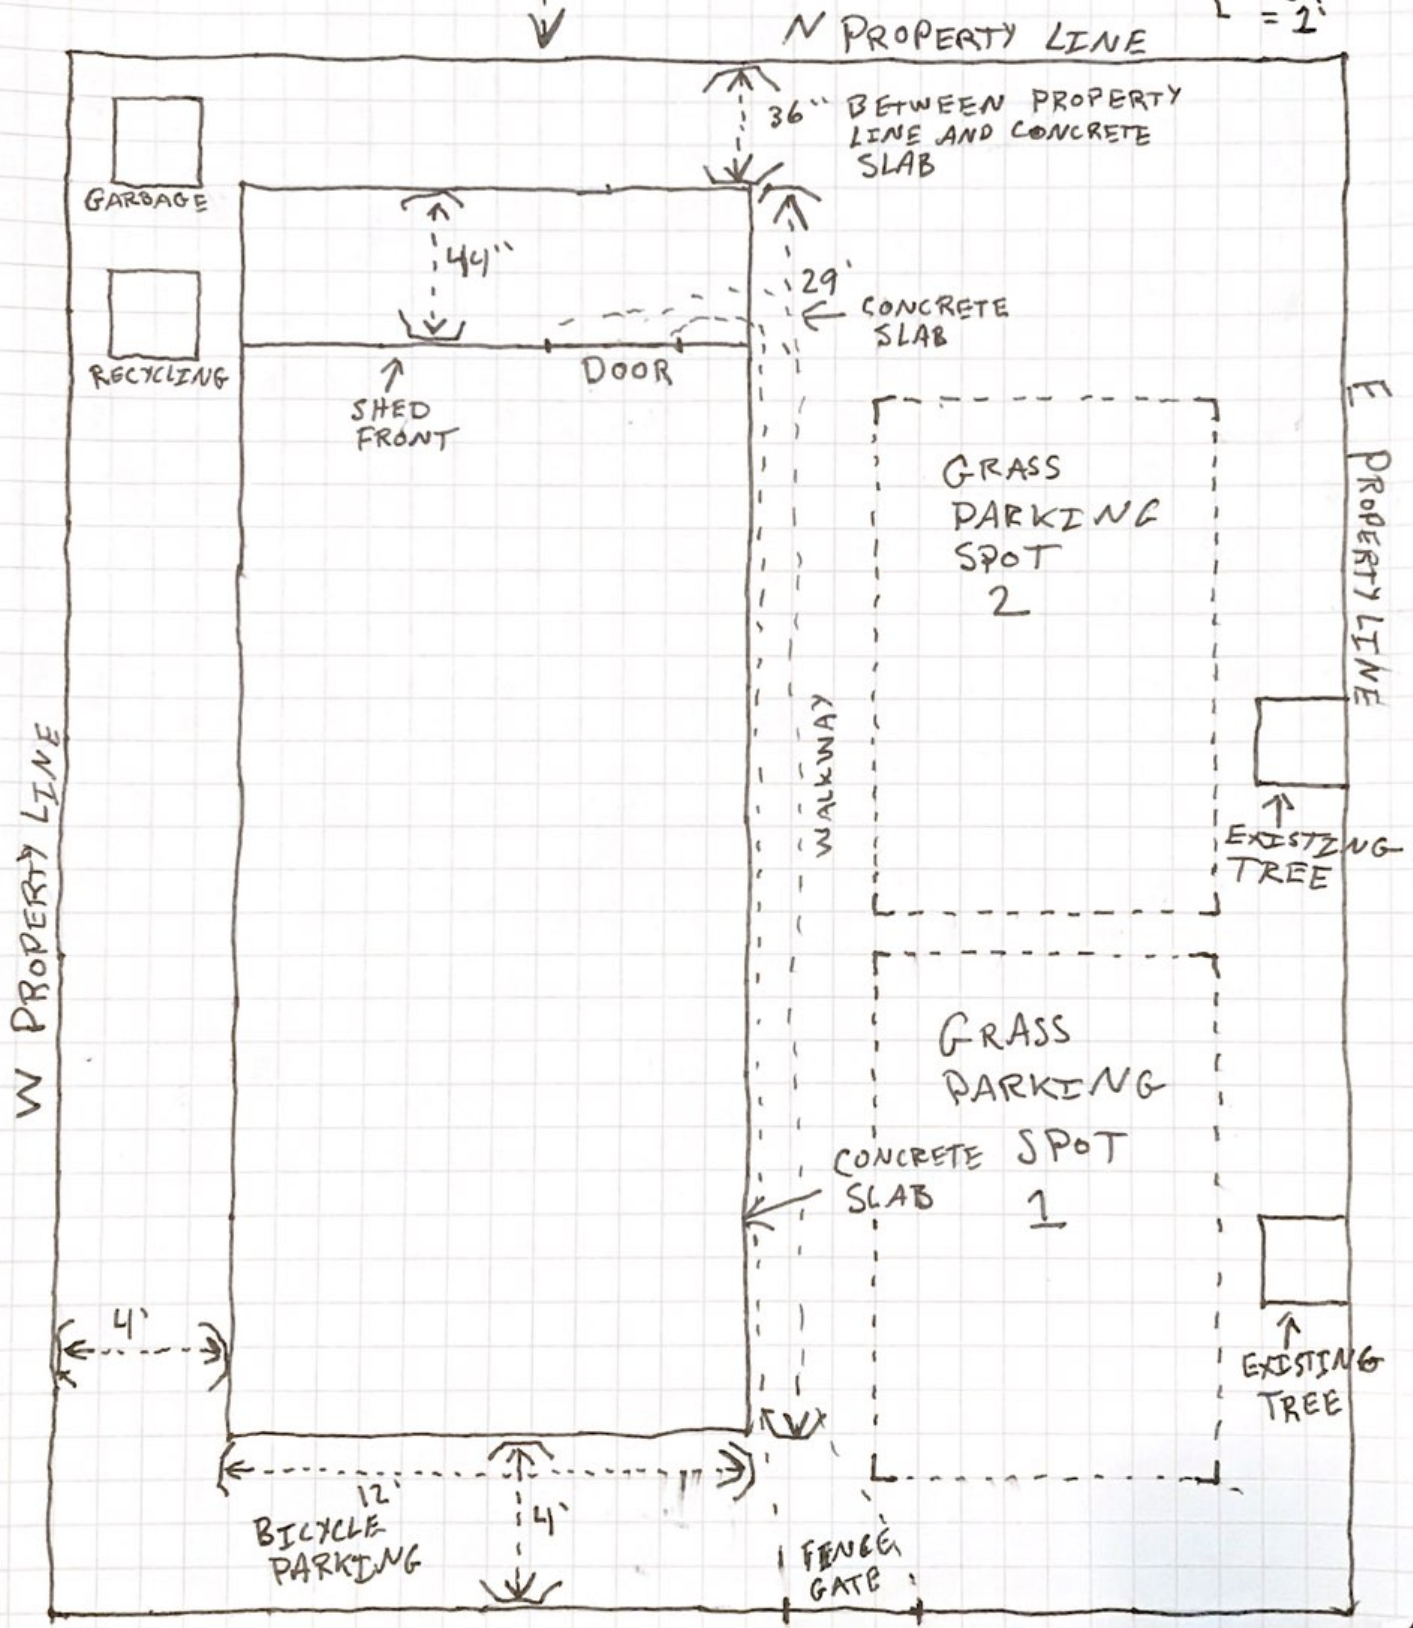 = 1'
N PROPERTY LINE
36" BETWEEN PROPERTY
LINE AND CONCRETE
SLAB
GARBAGE
44"
29'
CONCRETE
SLAB
RECYCLING
DOOR
SHED
FRONT
E PROPERTY LINE
GRASS
PARKING
SPOT
2
W PROPERTY LINE
WALKWAY
EXISTING
TREE
GRASS
PARKING
SPOT
1
CONCRETE
SLAB
4'
EXISTING
TREE
12'
BICYCLE
PARKING
4'
FENCE
GATE